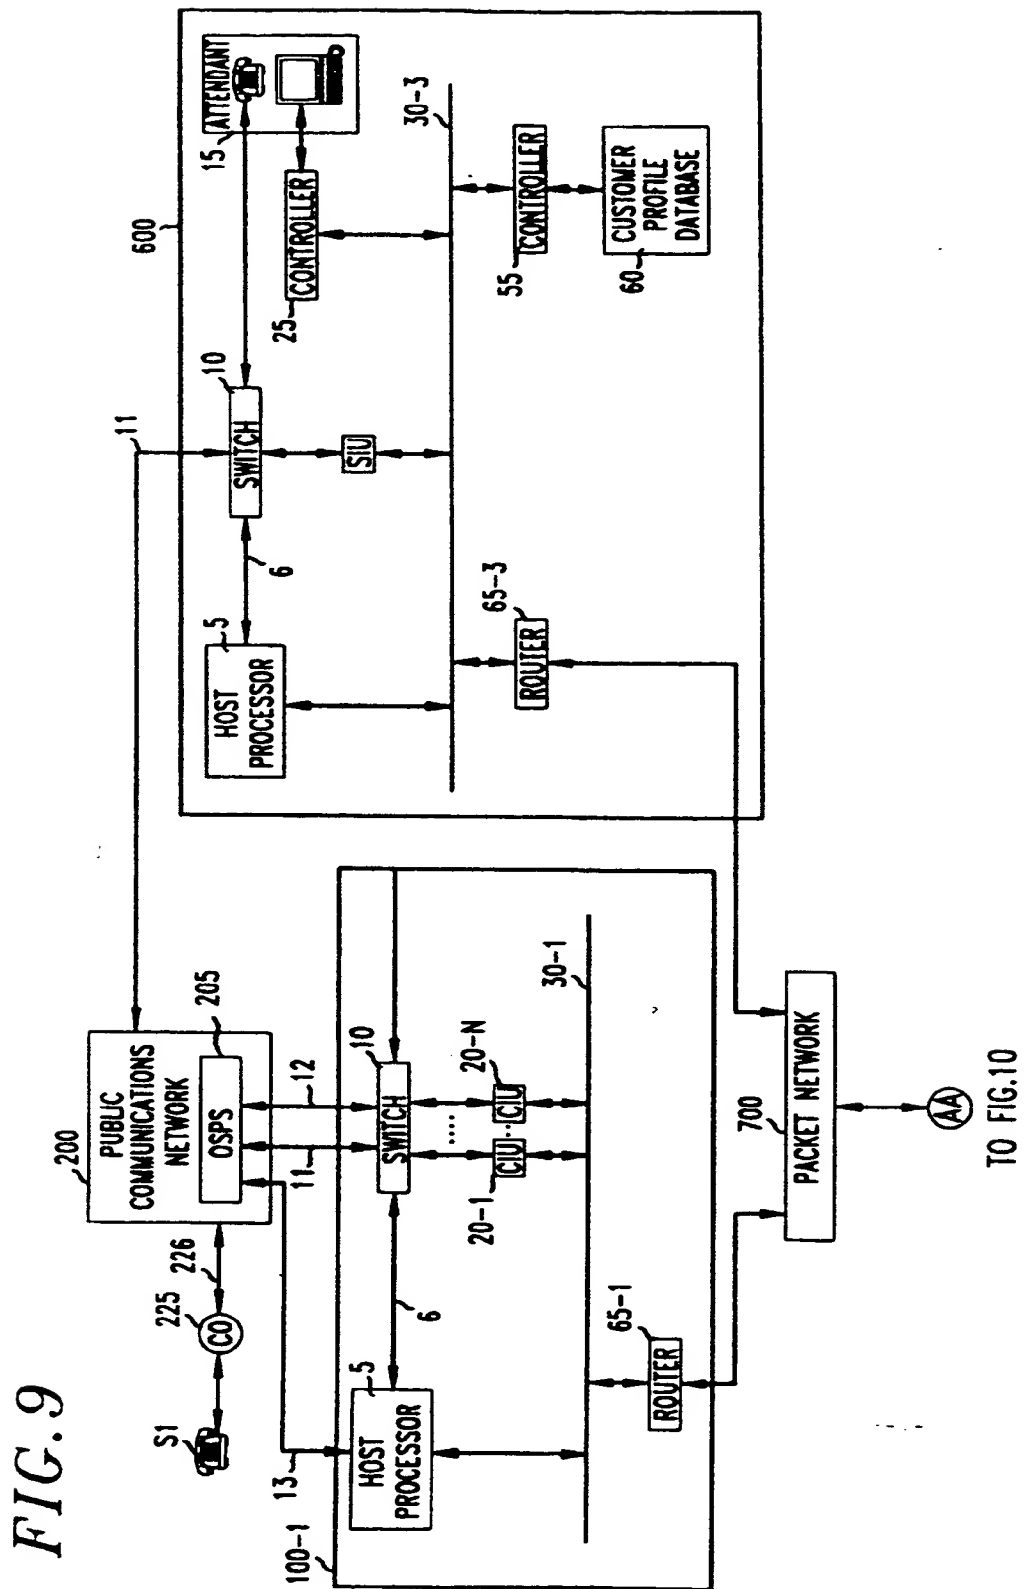 FIG. 9
S1
225
CO
226
200
PUBLIC
COMMUNICATIONS
NETWORK
205
OSPS
11
12
13
11
100-1
5
HOST
PROCESSOR
6
10
SWITCH
20-1
CIU
....
..
20-N
CIU
30-1
65-1
ROUTER
600
5
HOST
PROCESSOR
6
10
SWITCH
SIU
15
ATTENDANT
25
CONTROLLER
30-3
65-3
ROUTER
55
CONTROLLER
60
CUSTOMER
PROFILE
DATABASE
700
PACKET NETWORK
AA
TO FIG.10